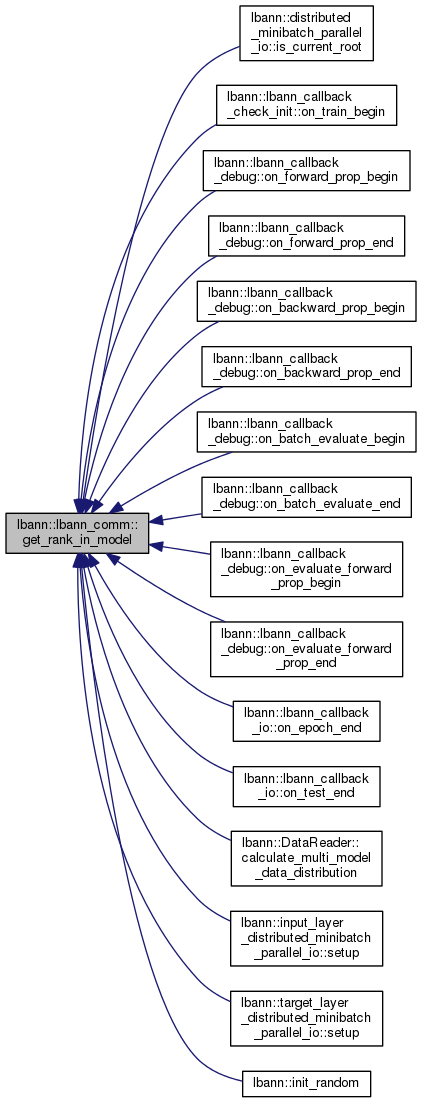 lbann::distributed
_minibatch_parallel
_io::is_current_root
lbann::lbann_callback
_check_init::on_train_begin
lbann::lbann_callback
_debug::on_forward_prop_begin
lbann::lbann_callback
_debug::on_forward_prop_end
lbann::lbann_callback
_debug::on_backward_prop_begin
lbann::lbann_callback
_debug::on_backward_prop_end
lbann::lbann_callback
_debug::on_batch_evaluate_begin
lbann::lbann_callback
_debug::on_batch_evaluate_end
lbann::lbann_comm::
get_rank_in_model
lbann::lbann_callback
_debug::on_evaluate_forward
_prop_begin
lbann::lbann_callback
_debug::on_evaluate_forward
_prop_end
lbann::lbann_callback
_io::on_epoch_end
lbann::lbann_callback
_io::on_test_end
lbann::DataReader::
calculate_multi_model
_data_distribution
lbann::input_layer
_distributed_minibatch
_parallel_io::setup
lbann::target_layer
_distributed_minibatch
_parallel_io::setup
lbann::init_random